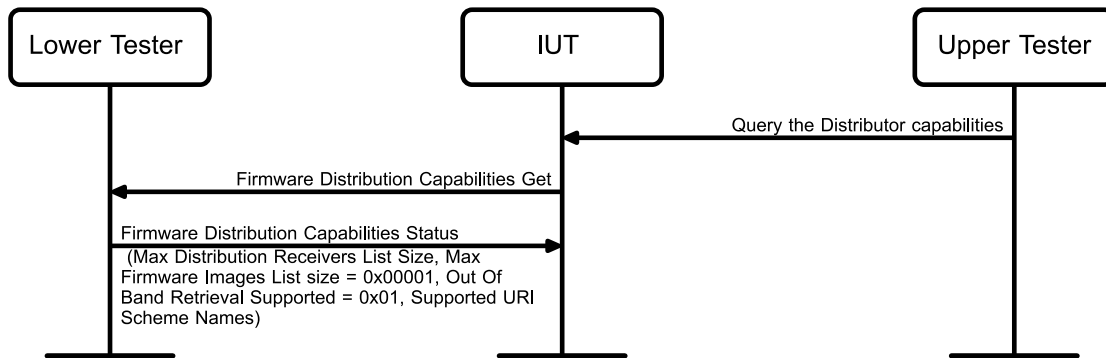 Lower Tester
IUT
Upper Tester
Query the Distributor capabilities
Firmware Distribution Capabilities Get
Firmware Distribution Capabilities Status
(Max Distribution Receivers List Size, Max
Firmware Images List size = 0x00001, Out Of
Band Retrieval Supported = 0x01, Supported URI
Scheme Names)